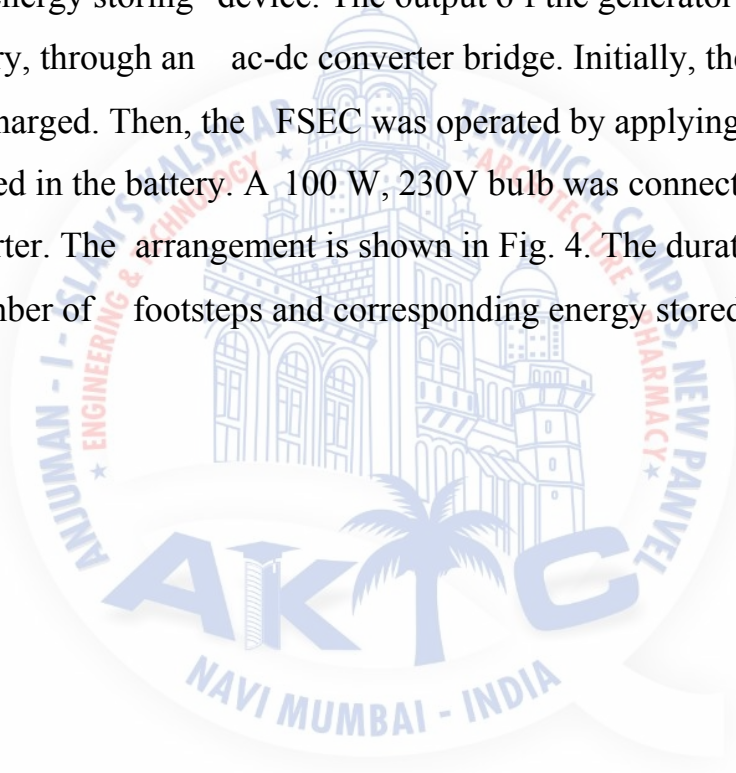 nergy storing device. The output o f the generator
ry, through an ac-dc converter bridge. Initially, the
harged. Then, the FSEC was operated by applying
ed in the battery. A 100 W, 230V bulb was connect
rter. The arrangement is shown in Fig. 4. The durat
mber of footsteps and corresponding energy stored
ANJUMAN - I - ISLAM'S KALSEKAR TECHNICAL CAMPUS, NEW PANVEL
ENGINEERING & TECHNOLOGY ARCHITECTURE PHARMACY
AKTC
NAVI MUMBAI - INDIA